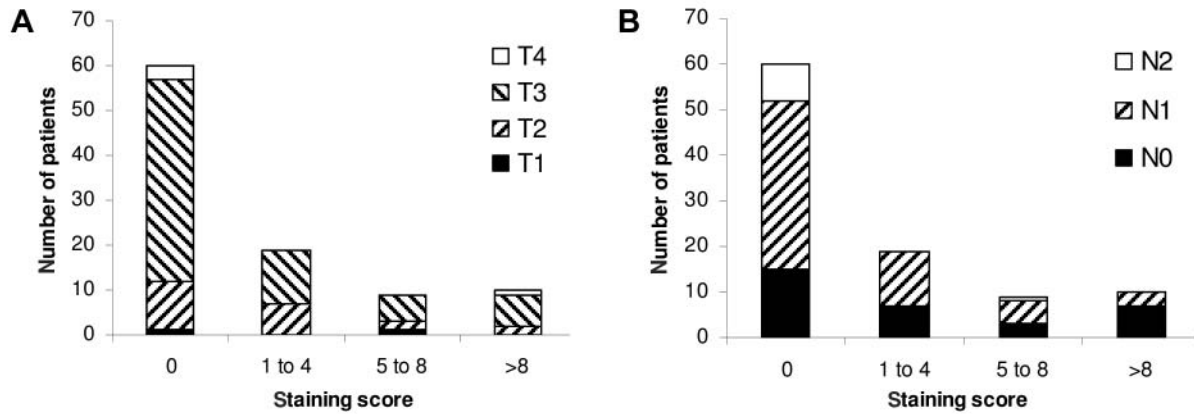 A
Number of patients
70
60
50
40
30
20
10
0
T4
T3
T2
T1
0 1 to 4 5 to 8 >8
Staining score
B
Number of patients
70
60
50
40
30
20
10
0
N2
N1
N0
0 1 to 4 5 to 8 >8
Staining score